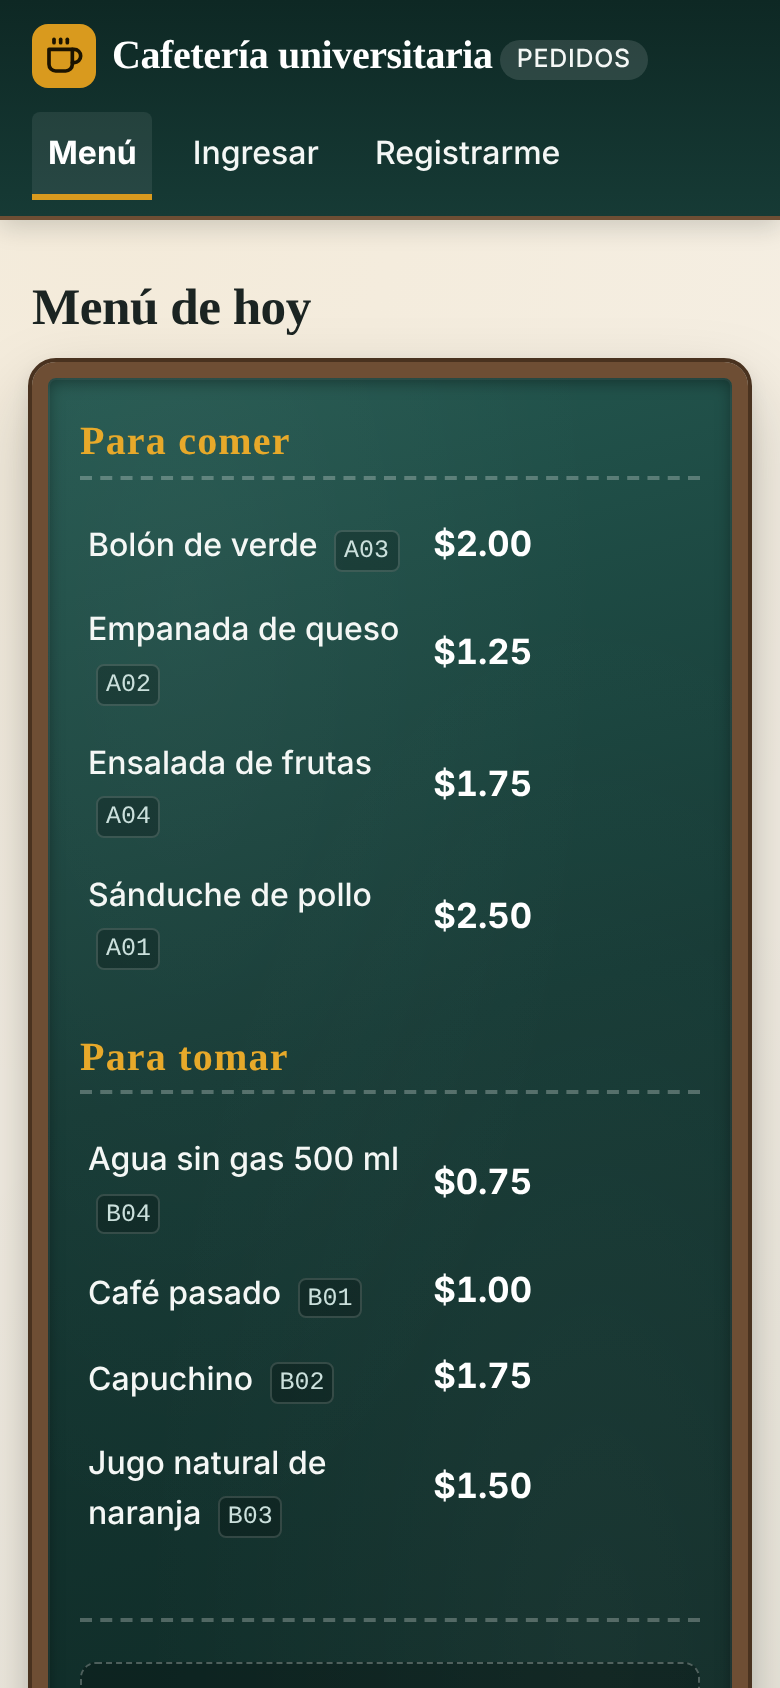 Cafetería universitaria PEDIDOS
Menú Ingresar Registrarme
Menú de hoy
Para comer
Bolón de verde A03 $2.00
Empanada de queso
A02
$1.25
Ensalada de frutas
A04
$1.75
Sánduche de pollo
A01
$2.50
Para tomar
Agua sin gas 500 ml
B04
$0.75
Café pasado B01 $1.00
Capuchino B02 $1.75
Jugo natural de
naranja B03
$1.50